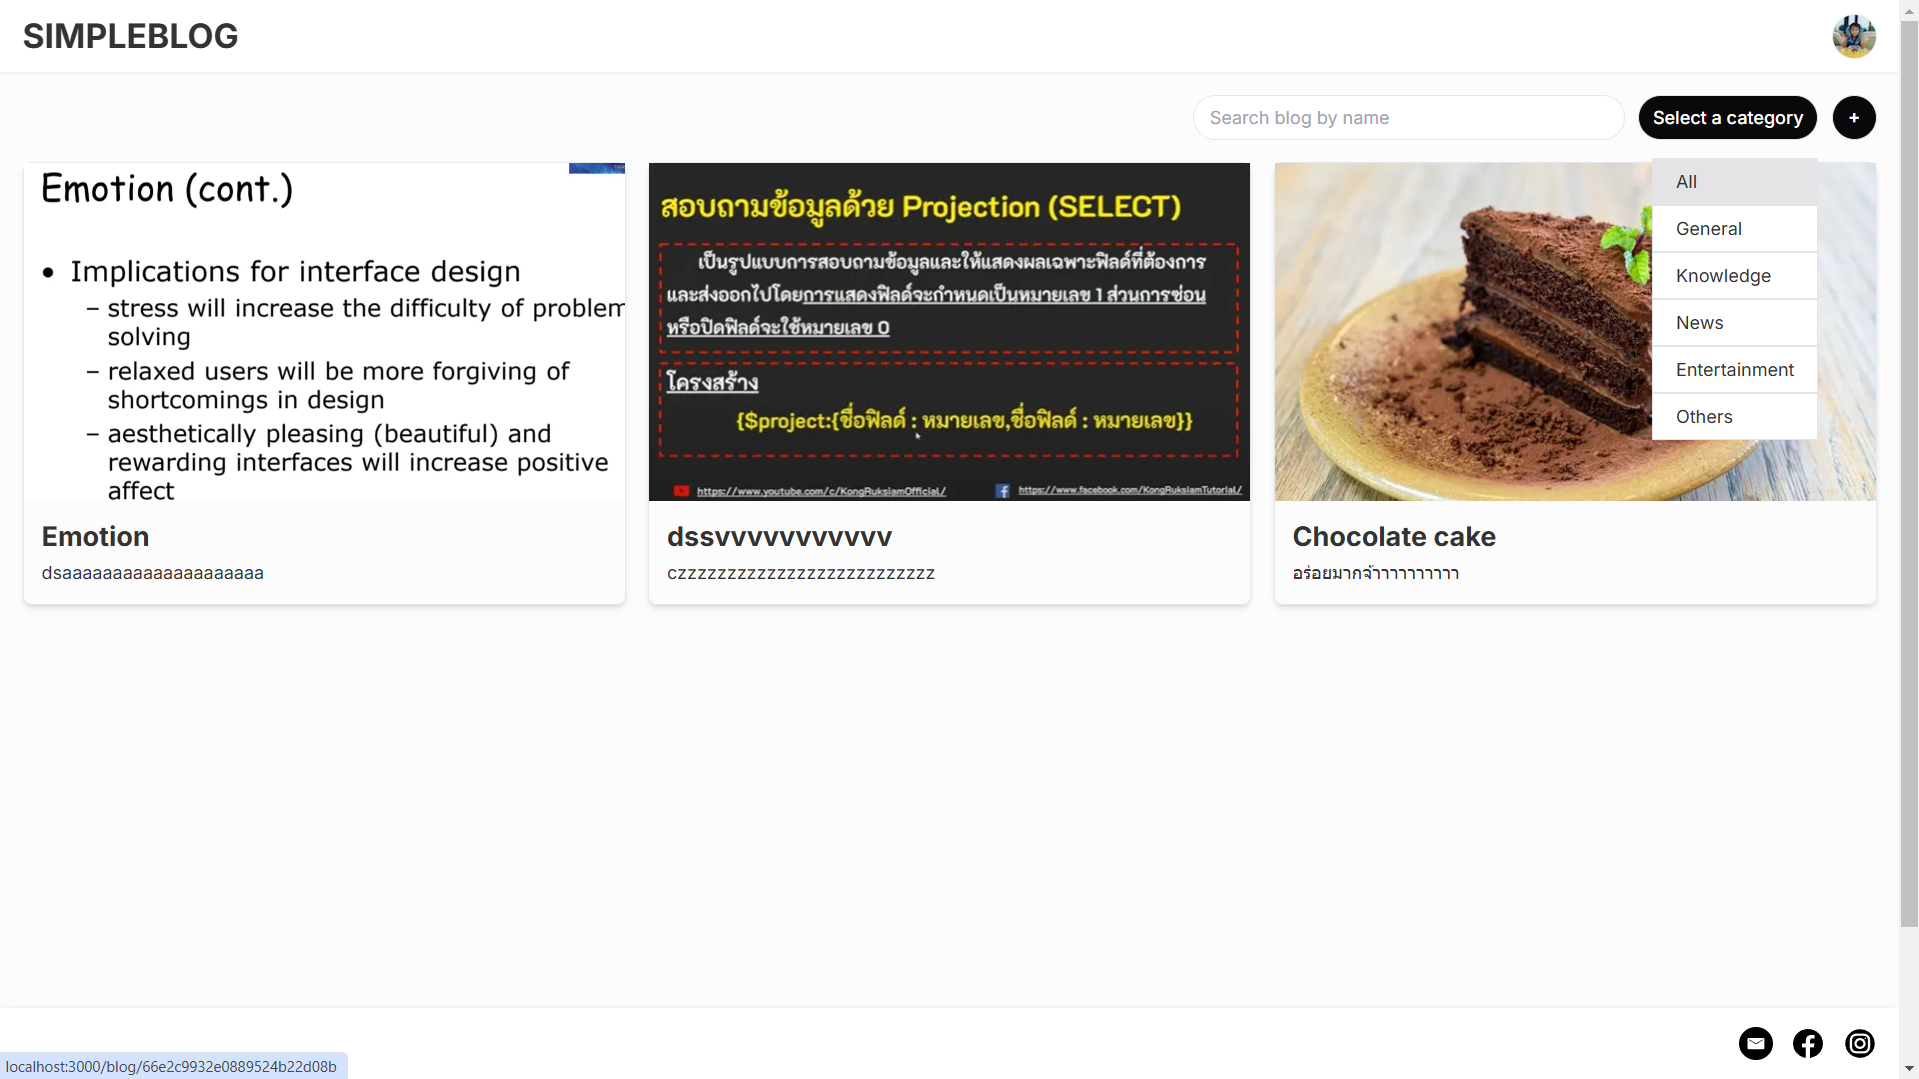 SIMPLEBLOG
Search blog by name
Select a category
+
All
General
Knowledge
News
Entertainment
Others
Emotion (cont.)
• Implications for interface design
– stress will increase the difficulty of problem
solving
– relaxed users will be more forgiving of
shortcomings in design
– aesthetically pleasing (beautiful) and
rewarding interfaces will increase positive
affect
Emotion
dsaaaaaaaaaaaaaaaaaaaa
สอบถามข้อมูลด้วย Projection (SELECT)
เป็นรูปแบบการสอบถามข้อมูลและให้แสดงผลเฉพาะฟิลด์ที่ต้องการ
และส่งออกไปโดยการแสดงฟิลด์จะกำหนดเป็นหมายเลข 1 ส่วนการซ่อน
หรือปิดฟิลด์จะใช้หมายเลข 0
โครงสร้าง
{$project:{ชื่อฟิลด์ : หมายเลข,ชื่อฟิลด์ : หมายเลข}}
https://www.youtube.com/c/KongRuksiamOfficial/
https://www.facebook.com/KongRuksiamTutorial/
dssvvvvvvvvvvv
czzzzzzzzzzzzzzzzzzzzzzzzzz
Chocolate cake
อร่อยมากจ้าาาาาาาาาา
localhost:3000/blog/66e2c9932e0889524b22d08b